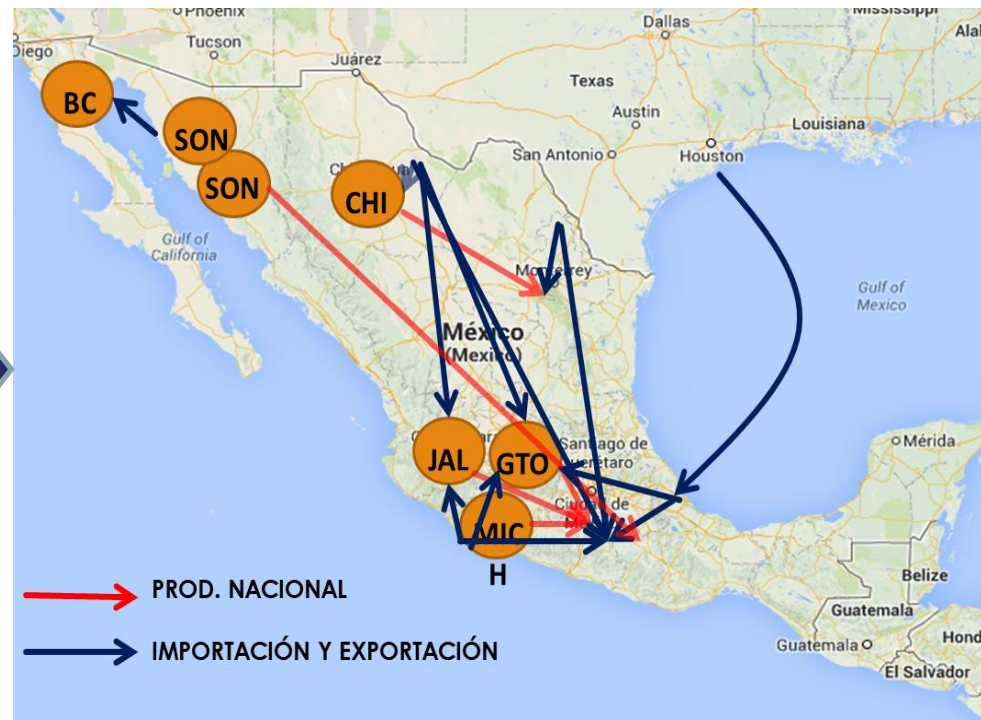 Phoenix
Dallas
Mississippi
Diego
Tucson
Juárez
Texas
BC
Austin
Louisiana
SON
San Antonio
Houston
SON
CHI
Gulf of
California
Monterrey
Gulf of
Mexico
México
(Mexico)
Mérida
JAL
GTO
Santiago de
Querétaro
Ciudad de
MIC
H
Belize
PROD. NACIONAL
Guatemala
Guatemala
IMPORTACIÓN Y EXPORTACIÓN
El Salvador